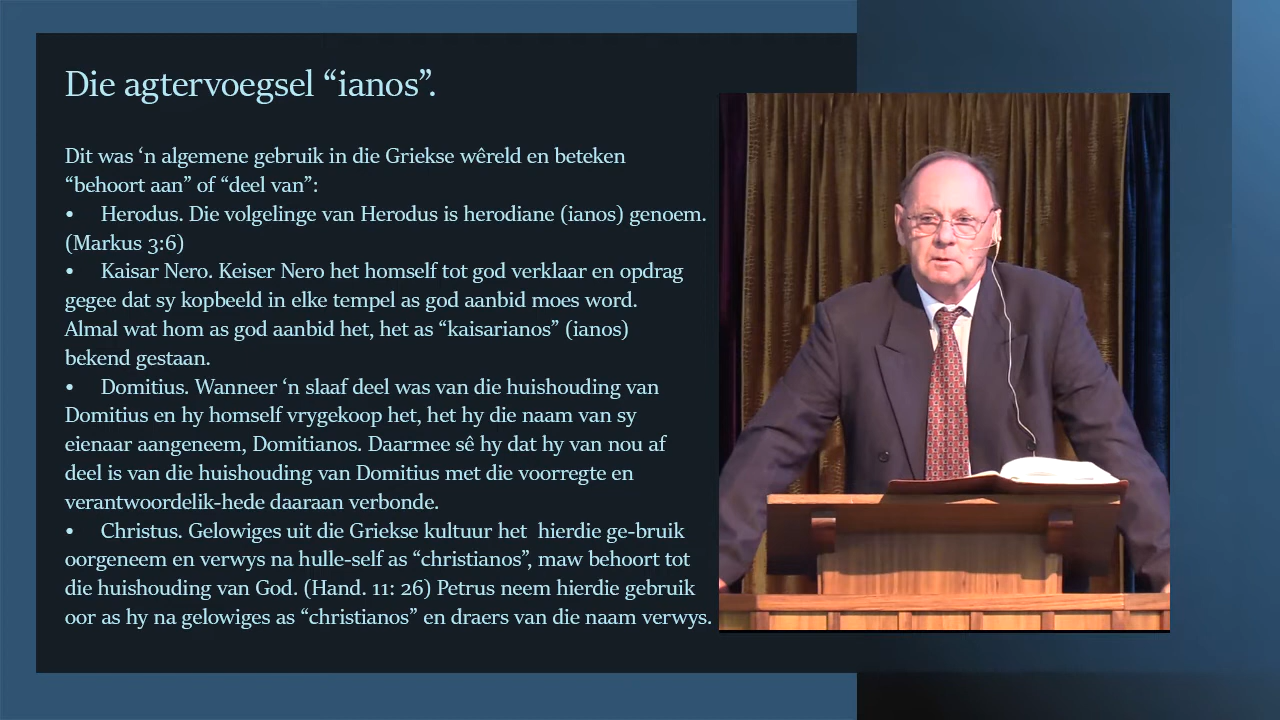 Die agtervoegsel “ianos”.
Dit was ‘n algemene gebruik in die Griekse wêreld en beteken
“behoort aan” of “deel van”:
• Herodus. Die volgelinge van Herodus is herodiane (ianos) genoem.
(Markus 3:6)
• Kaisar Nero. Keiser Nero het homself tot god verklaar en opdrag
gegee dat sy kopbeeld in elke tempel as god aanbid moes word.
Almal wat hom as god aanbid het, het as “kaisarianos” (ianos)
bekend gestaan.
• Domitius. Wanneer ‘n slaaf deel was van die huishouding van
Domitius en hy homself vrygekoop het, het hy die naam van sy
eienaar aangeneem, Domitianos. Daarmee sê hy dat hy van nou af
deel is van die huishouding van Domitius met die voorregte en
verantwoordelik-hede daaraan verbonde.
• Christus. Gelowiges uit die Griekse kultuur het  hierdie ge-bruik
oorgeneem en verwys na hulle-self as “christianos”, maw behoort tot
die huishouding van God. (Hand. 11: 26) Petrus neem hierdie gebruik
oor as hy na gelowiges as “christianos” en draers van die naam verwys.